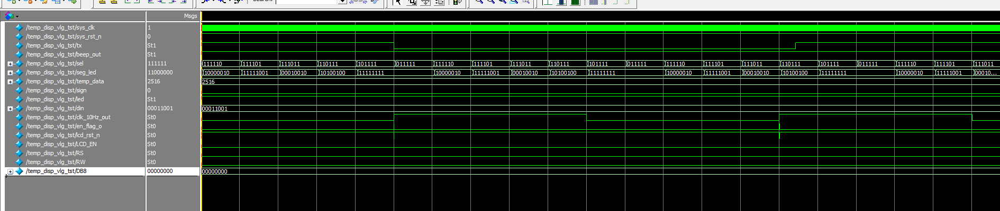 Search:
Msgs
/temp_disp_vlg_tst/sys_clk 1
/temp_disp_vlg_tst/sys_rst_n 0
/temp_disp_vlg_tst/tx St1
/temp_disp_vlg_tst/beep_out St1
/temp_disp_vlg_tst/sel 111111 111110 111101 111011 110111 101111 011111 111110 111101 111011 110111 101111 011111 111110 111101 111011 110111 101111 011111 111110 111101 111011
/temp_disp_vlg_tst/seg_led 11000000 10000010 11111001 00010010 10100100 11111111 10000010 11111001 00010010 10100100 11111111 10000010 11111001 00010010 10100100 11111111 10000010 11111001 00010...
/temp_disp_vlg_tst/temp_data 2516 2516
/temp_disp_vlg_tst/sign 0
/temp_disp_vlg_tst/led St1
/temp_disp_vlg_tst/din 00011001 00011001
/temp_disp_vlg_tst/clk_10Hz_out St0
/temp_disp_vlg_tst/en_flag_o St0
/temp_disp_vlg_tst/lcd_rst_n St0
/temp_disp_vlg_tst/LCD_EN St0
/temp_disp_vlg_tst/RS St0
/temp_disp_vlg_tst/RW St0
/temp_disp_vlg_tst/DB8 00000000 00000000